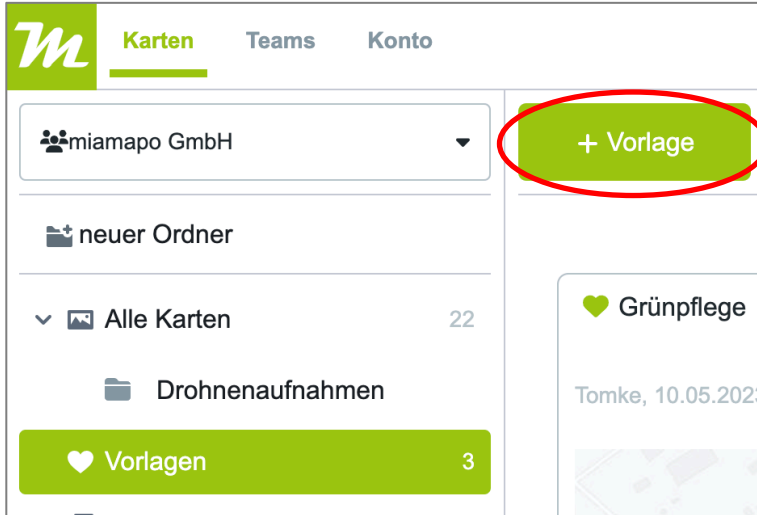 m
Karten Teams Konto
miamapo GmbH
+ Vorlage
neuer Ordner
Alle Karten 22
Drohnenaufnahmen
Vorlagen 3
Grünpflege
Tomke, 10.05.202